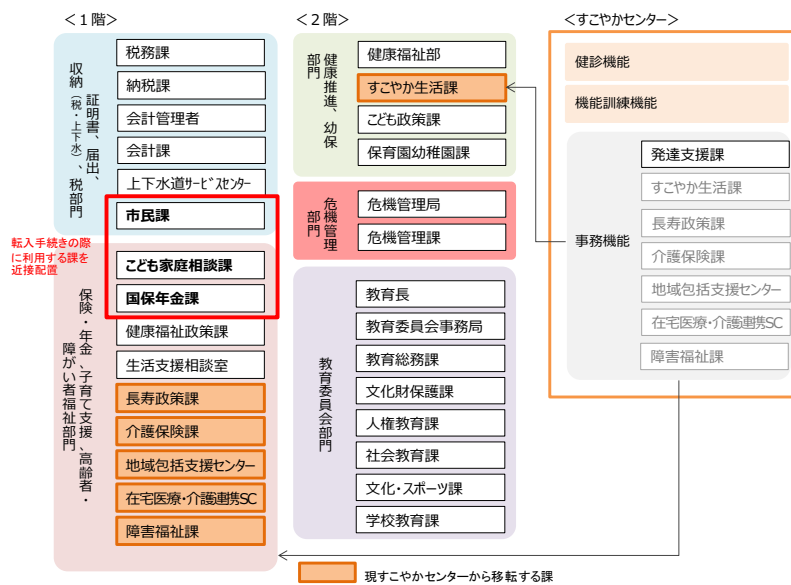 ＜１階＞
収納（税・上下水）、税部門
証明書、届出、
税務課
納税課
会計管理者
会計課
上下水道サービスセンター
市民課
転入手続きの際
に利用する課を
近接配置
保険・年金、子育て支援、高齢者・
障がい者福祉部門
こども家庭相談課
国保年金課
健康福祉政策課
生活支援相談室
長寿政策課
介護保険課
地域包括支援センター
在宅医療・介護連携SC
障害福祉課
＜２階＞
健康推進、幼保
部門
健康福祉部
すこやか生活課
こども政策課
保育園幼稚園課
危機管理
部門
危機管理局
危機管理課
教育委員会部門
教育長
教育委員会事務局
教育総務課
文化財保護課
人権教育課
社会教育課
文化・スポーツ課
学校教育課
＜すこやかセンター＞
健診機能
機能訓練機能
事務機能
発達支援課
すこやか生活課
長寿政策課
介護保険課
地域包括支援センター
在宅医療・介護連携SC
障害福祉課
現すこやかセンターから移転する課